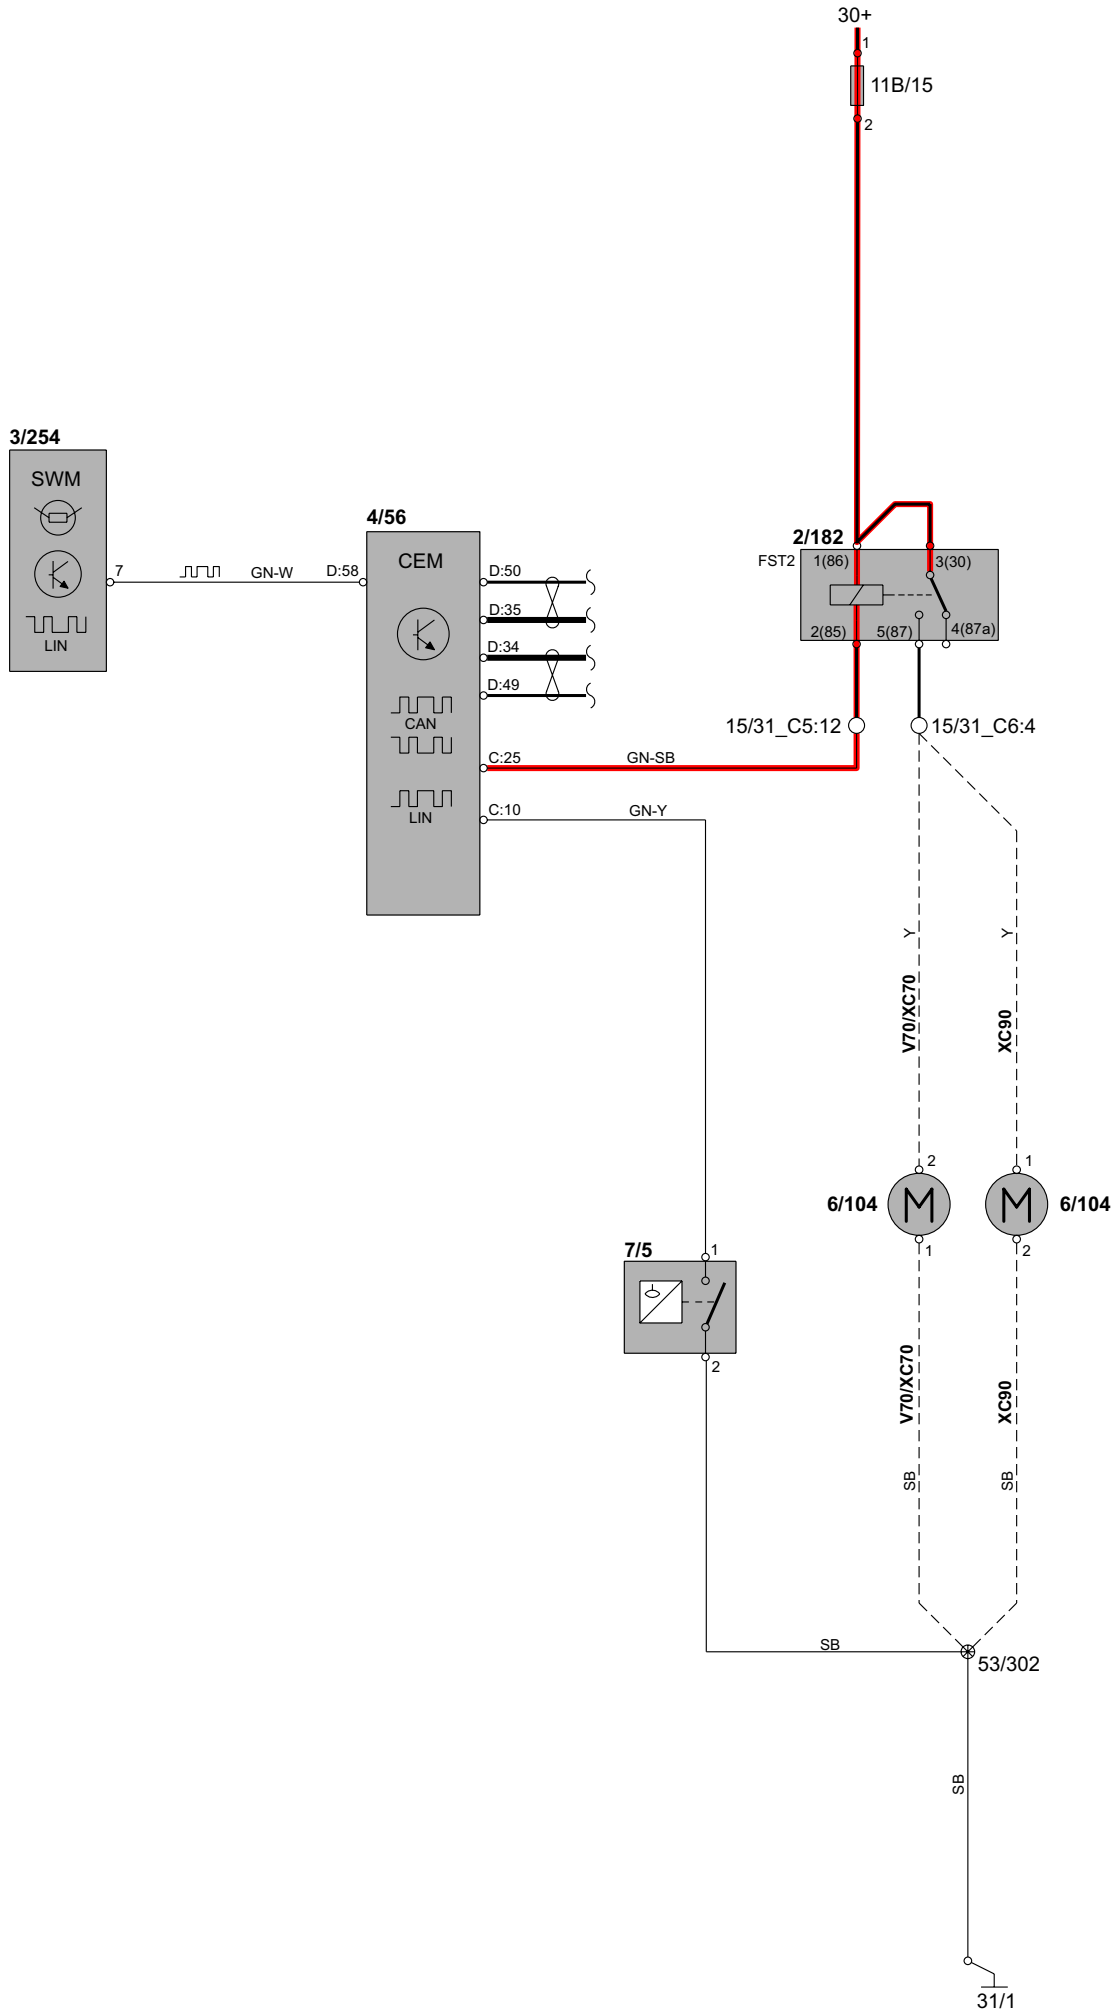 30+
1
11B/15
2
3/254
SWM
LIN
7
GN-W
D:58
4/56
CEM
CAN
LIN
D:50
D:35
D:34
D:49
C:25
GN-SB
C:10
GN-Y
2/182
FST2
1(86)
3(30)
2(85)
5(87)
4(87a)
15/31_C5:12
15/31_C6:4
Y
Y
V70/XC70
XC90
2
1
6/104
M
M
6/104
1
2
7/5
1
2
V70/XC70
XC90
SB
SB
SB
53/302
SB
31/1